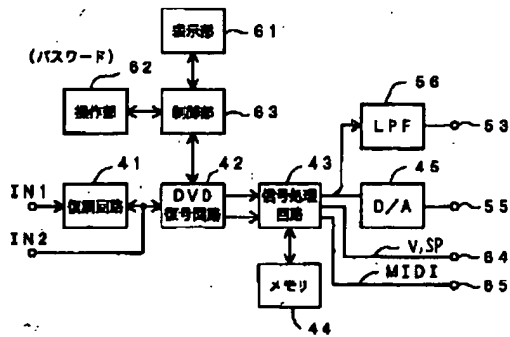 表示部
61
(パスワード)
62
操作部
制御部
63
56
LPF
53
41
42
43
45
IN1
復調回路
DVD
復号回路
信号処理
回路
D/A
55
IN2
V,SP
64
MIDI
65
メモリ
44